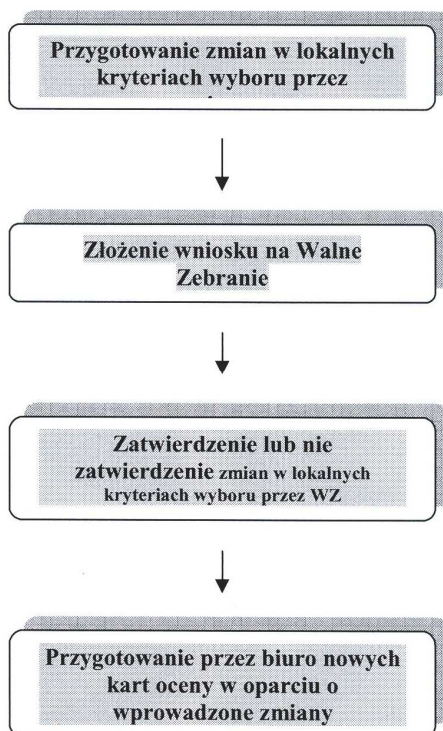 Przygotowanie zmian w lokalnych
kryteriach wyboru przez
Złożenie wniosku na Walne
Zebranie
Zatwierdzenie lub nie
zatwierdzenie zmian w lokalnych
kryteriach wyboru przez WZ
Przygotowanie przez biuro nowych
kart oceny w oparciu o
wprowadzone zmiany